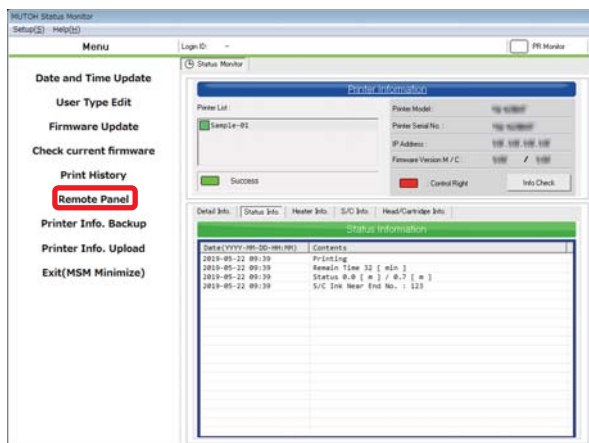 MUTOH Status Monitor
Setup(S) Help(H)
Menu
Login ID: -
PR Monitor
Status Monitor
Date and Time Update
User Type Edit
Firmware Update
Check current firmware
Print History
Remote Panel
Printer Info. Backup
Printer Info. Upload
Exit(MSM Minimize)
Printer Information
Printer List :
Sample-01
Success
Printer Model :
Printer Serial No. :
IP Address :
Firmware Version M / C : /
Control Right
Info Check
Detail Info. Status Info. Heater Info. S/C Info. Head/Cartridge Info.
Status Information
Date(YYYY-MM-DD-HH:MM) Contents
2019-05-22 09:39 Printing
2019-05-22 09:39 Remain Time 32 [ min ]
2019-05-22 09:39 Status 0.0 [ m ] / 0.7 [ m ]
2019-05-22 09:39 S/C Ink Near End No. : 123